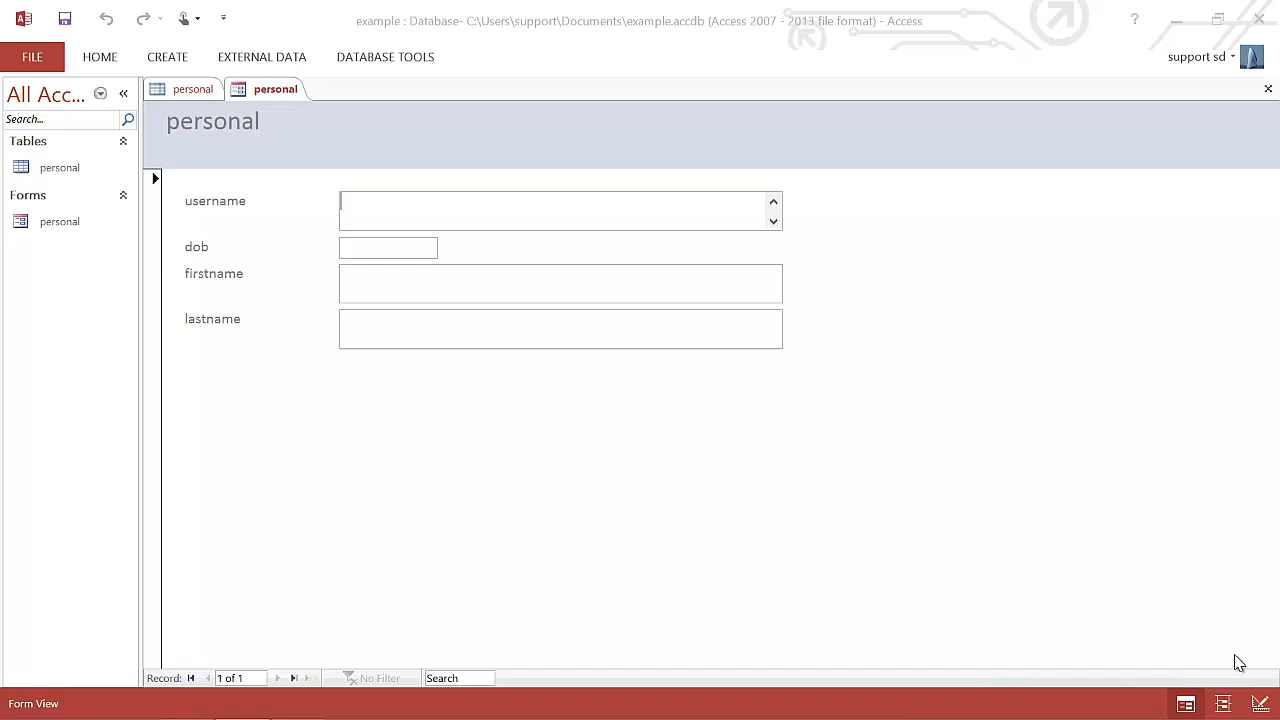 example : Database- C:\Users\support\Documents\example.accdb (Access 2007 - 2013 file format) - Access
?
FILE HOME CREATE EXTERNAL DATA DATABASE TOOLS support sd
All Acc... «
personal personal
Search...
personal
Tables
personal
Forms
personal
username
dob
firstname
lastname
Record: 1 of 1 No Filter Search
Form View